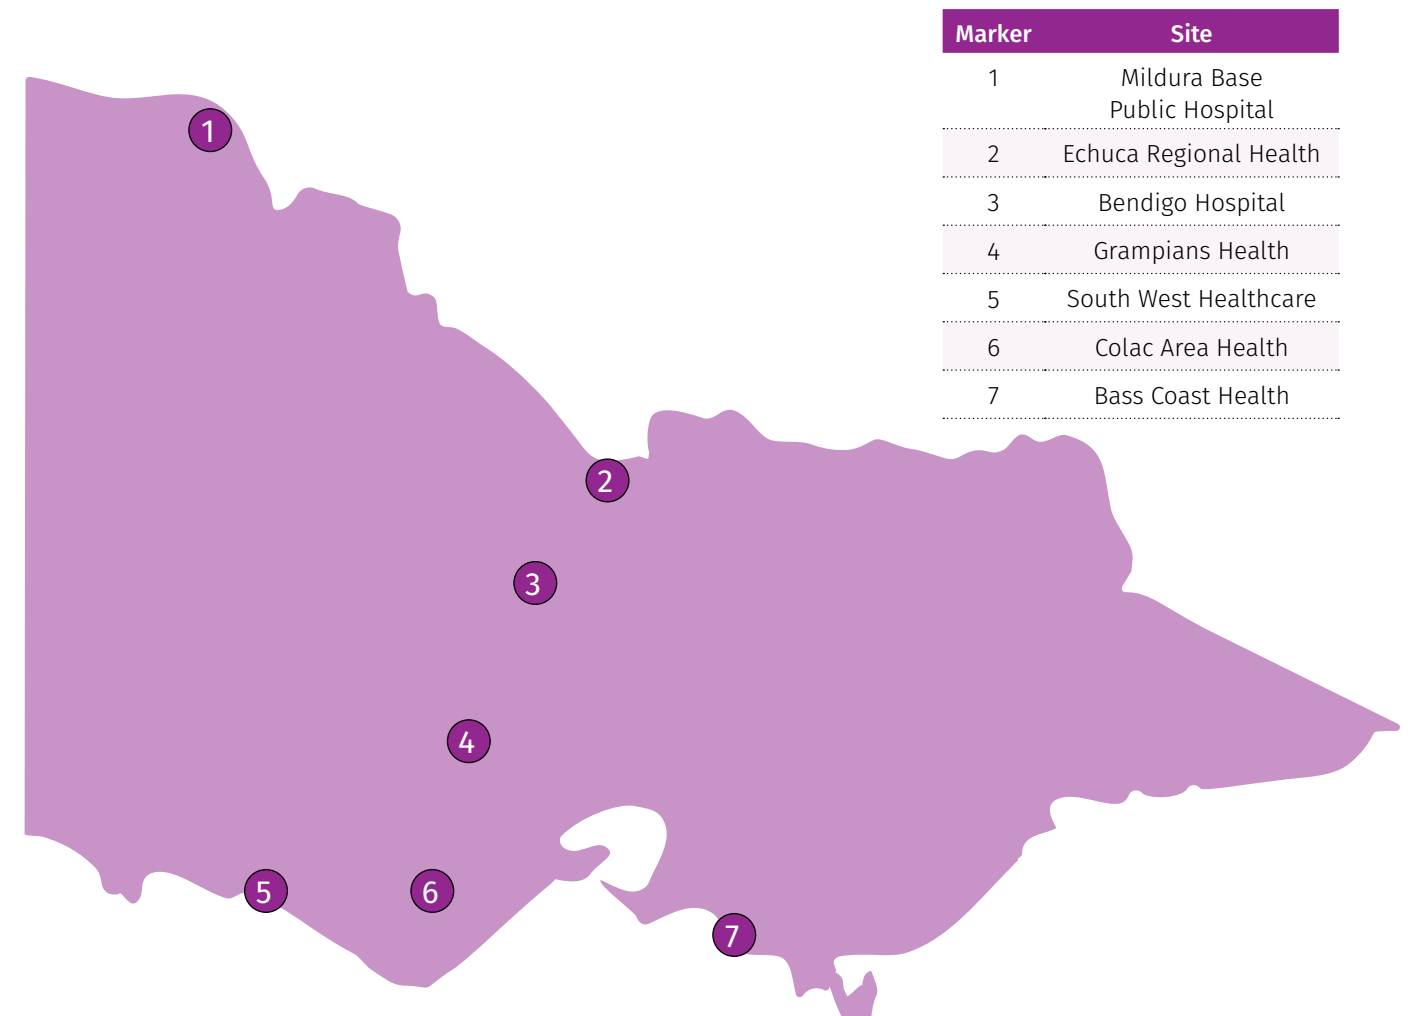 Marker Site
1 Mildura Base
Public Hospital
2 Echuca Regional Health
3 Bendigo Hospital
4 Grampians Health
5 South West Healthcare
6 Colac Area Health
7 Bass Coast Health
1
2
3
4
5
6
7